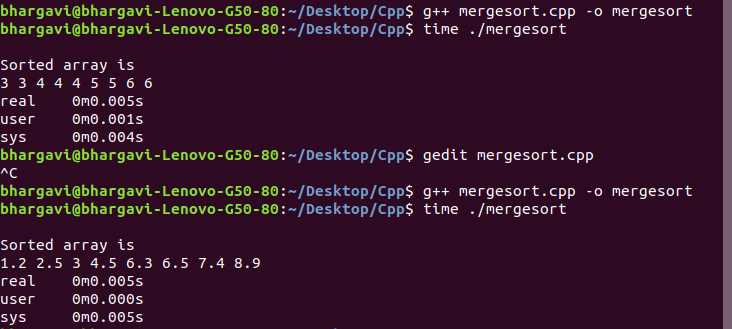 bhargavi@bhargavi-Lenovo-G50-80:~/Desktop/Cpp$ g++ mergesort.cpp -o mergesort
bhargavi@bhargavi-Lenovo-G50-80:~/Desktop/Cpp$ time ./mergesort
Sorted array is
3 3 4 4 4 5 5 6 6
real 0m0.005s
user 0m0.001s
sys 0m0.004s
bhargavi@bhargavi-Lenovo-G50-80:~/Desktop/Cpp$ gedit mergesort.cpp
^C
bhargavi@bhargavi-Lenovo-G50-80:~/Desktop/Cpp$ g++ mergesort.cpp -o mergesort
bhargavi@bhargavi-Lenovo-G50-80:~/Desktop/Cpp$ time ./mergesort
Sorted array is
1.2 2.5 3 4.5 6.3 6.5 7.4 8.9
real 0m0.005s
user 0m0.000s
sys 0m0.005s